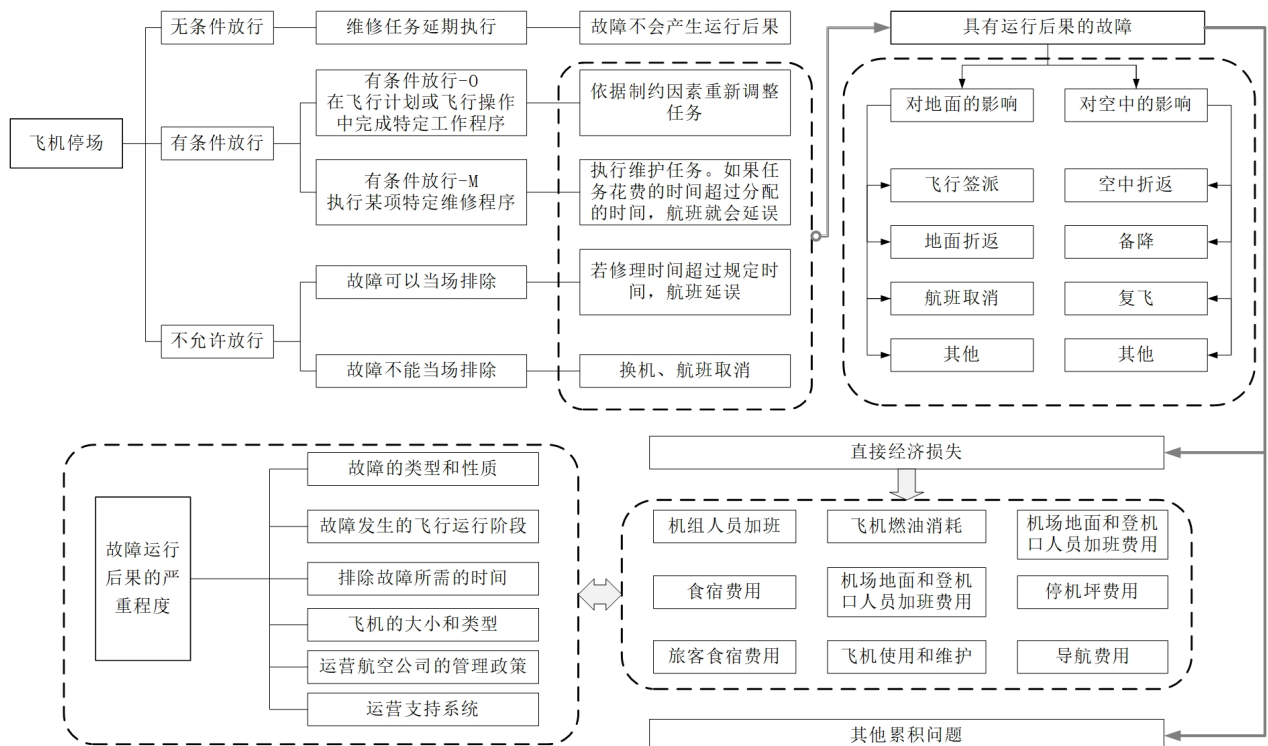 飞机停场
无条件放行
维修任务延期执行
故障不会产生运行后果
有条件放行
有条件放行-O
在飞行计划或飞行操作
中完成特定工作程序
依据制约因素重新调整
任务
有条件放行-M
执行某项特定维修程序
执行维护任务。如果任
务花费的时间超过分配
的时间，航班就会延误
不允许放行
故障可以当场排除
若修理时间超过规定时
间，航班延误
故障不能当场排除
换机、航班取消
具有运行后果的故障
对地面的影响
对空中的影响
飞行签派
空中折返
地面折返
备降
航班取消
复飞
其他
其他
故障运行
后果的严
重程度
故障的类型和性质
故障发生的飞行运行阶段
排除故障所需的时间
飞机的大小和类型
运营航空公司的管理政策
运营支持系统
直接经济损失
机组人员加班
飞机燃油消耗
机场地面和登机
口人员加班费用
食宿费用
机场地面和登机
口人员加班费用
停机坪费用
旅客食宿费用
飞机使用和维护
导航费用
其他累积问题